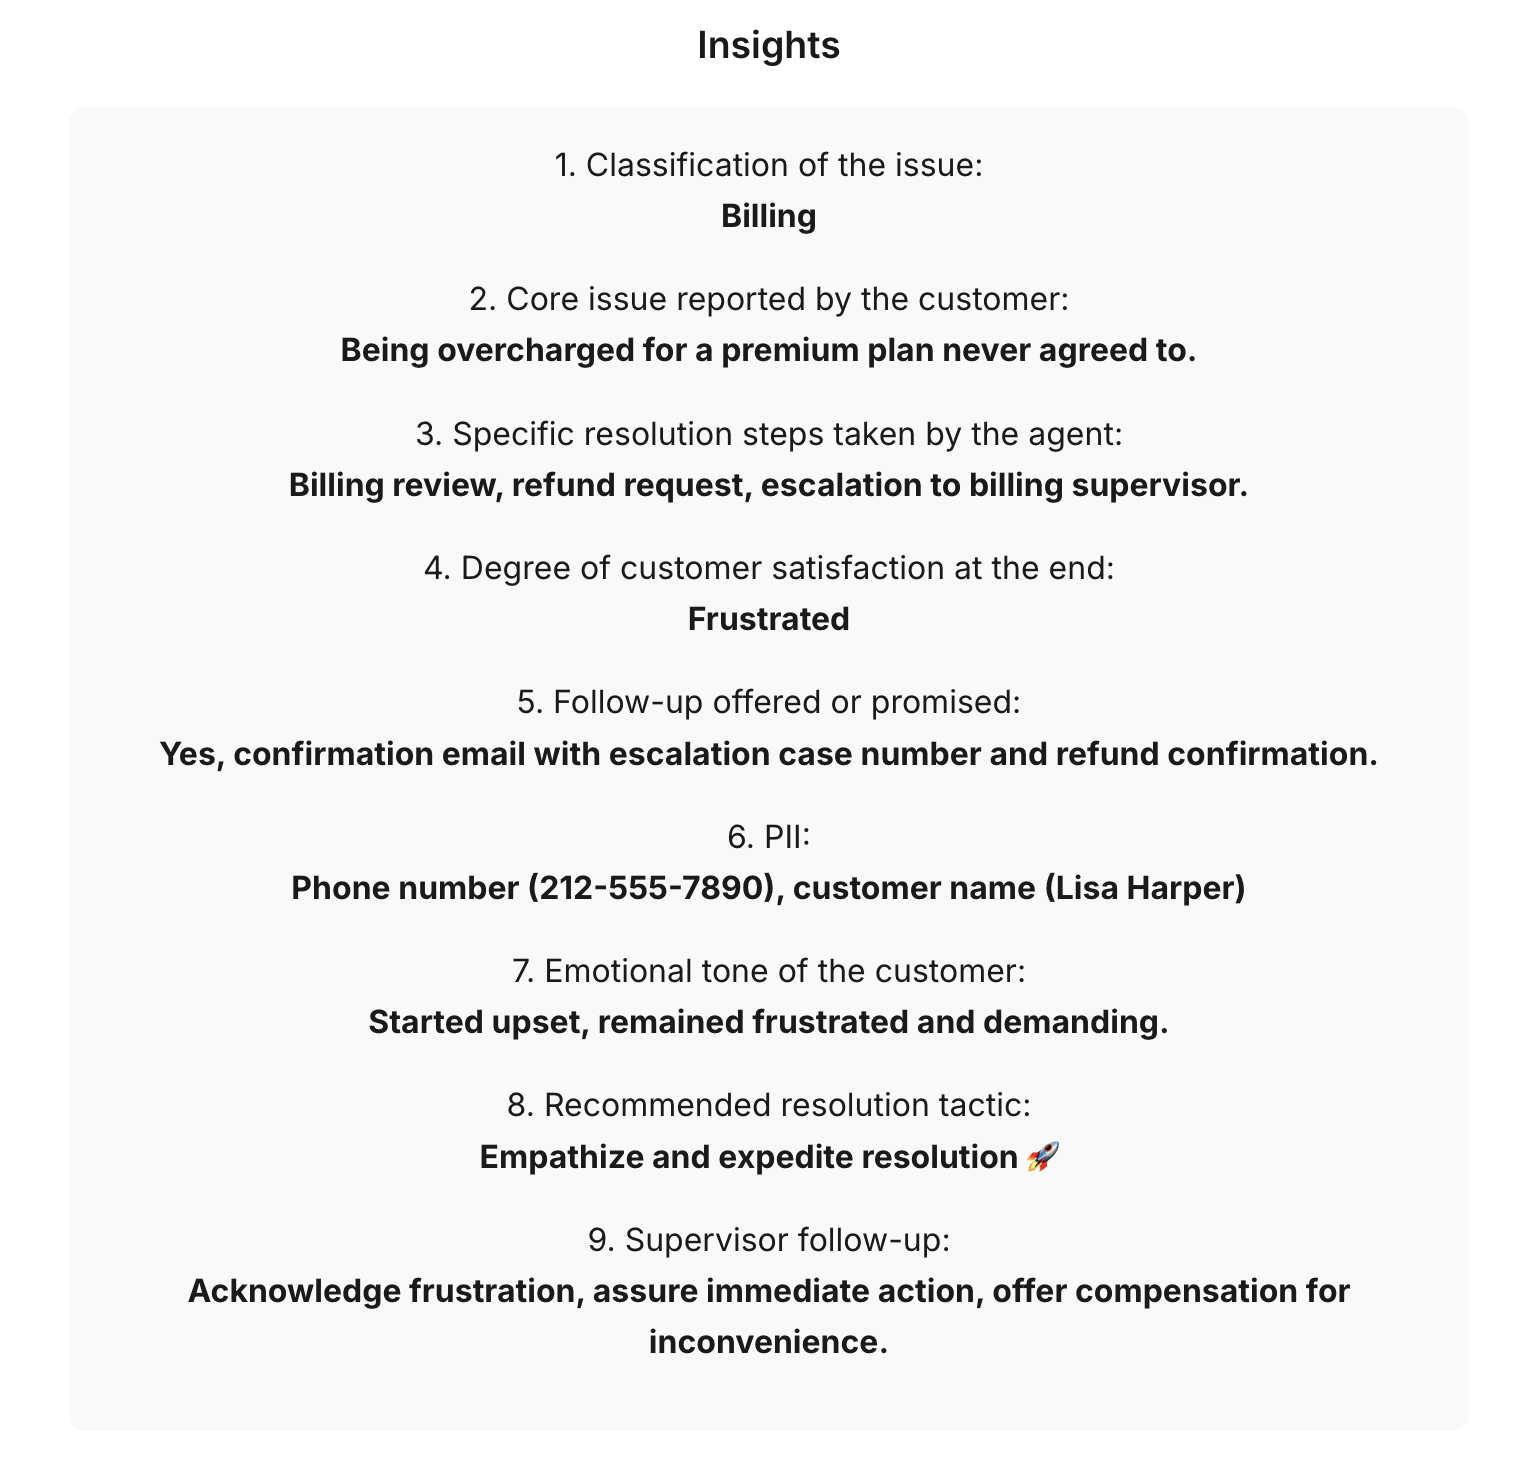 Insights
1. Classification of the issue:
Billing
2. Core issue reported by the customer:
Being overcharged for a premium plan never agreed to.
3. Specific resolution steps taken by the agent:
Billing review, refund request, escalation to billing supervisor.
4. Degree of customer satisfaction at the end:
Frustrated
5. Follow-up offered or promised:
Yes, confirmation email with escalation case number and refund confirmation.
6. PII:
Phone number (212-555-7890), customer name (Lisa Harper)
7. Emotional tone of the customer:
Started upset, remained frustrated and demanding.
8. Recommended resolution tactic:
Empathize and expedite resolution 🚀
9. Supervisor follow-up:
Acknowledge frustration, assure immediate action, offer compensation for
inconvenience.